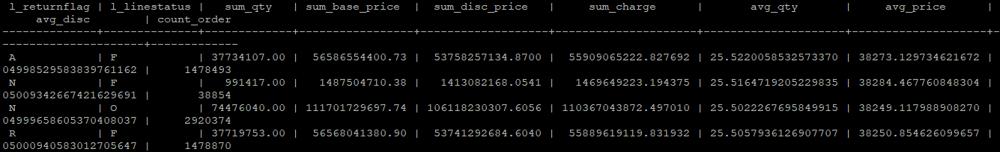 l_returnflag | l_linestatus |   sum_qty   | sum_base_price  |  sum_disc_price   |     sum_charge      |       avg_qty       |     avg_price      |
    avg_disc        | count_order
--------------+--------------+-------------+-----------------+-------------------+---------------------+---------------------+--------------------+-
--------------------+-------------
 A            | F            | 37734107.00 |  56586554400.73 |  53758257134.8700 |  55909065222.827692 | 25.5220058532573370 | 38273.129734621672 |
04998529583839761162 |     1478493
 N            | F            |   991417.00 |   1487504710.38 |   1413082168.0541 |   1469649223.194375 | 25.5164719205229835 | 38284.467760848304 |
05009342667421629691 |       38854
 N            | O            | 74476040.00 | 111701729697.74 | 106118230307.6056 | 110367043872.497010 | 25.5022267695849915 | 38249.117988908270 |
04999658605370408037 |     2920374
 R            | F            | 37719753.00 |  56568041380.90 |  53741292684.6040 |  55889619119.831932 | 25.5057936126907707 | 38250.854626099657 |
05000940583012705647 |     1478870